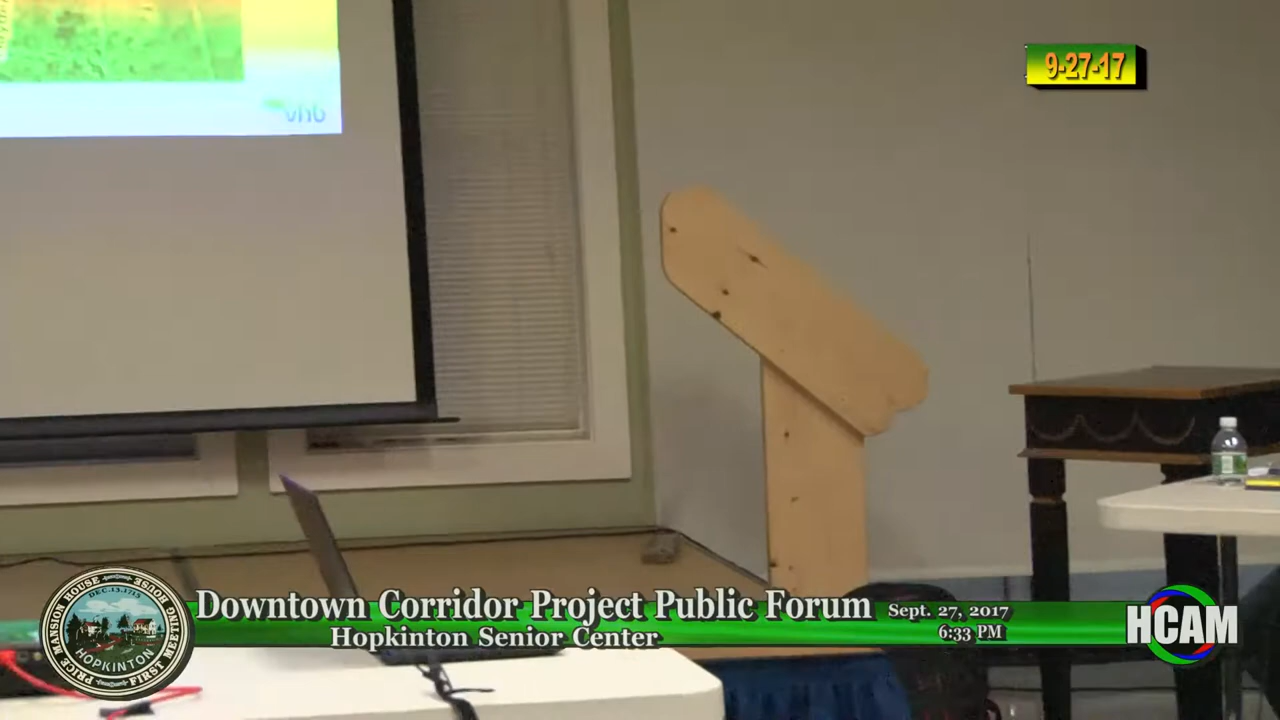 9-27-17
vhb
Downtown Corridor Project Public Forum
Hopkinton Senior Center
Sept. 27, 2017
6:33 PM
HCAM
PRICE MANSION HOUSE
FIRST MEETING HOUSE
DEC-13-1715
HOPKINTON